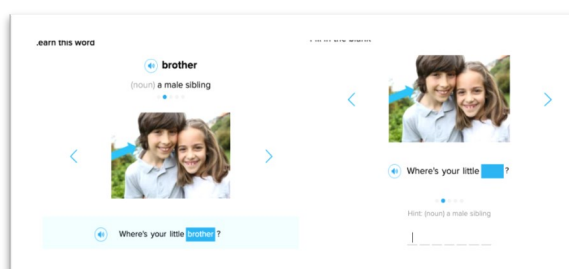 earn this word
brother
(noun) a male sibling
Where's your little brother ?
Where's your little ?
Hint: (noun) a male sibling